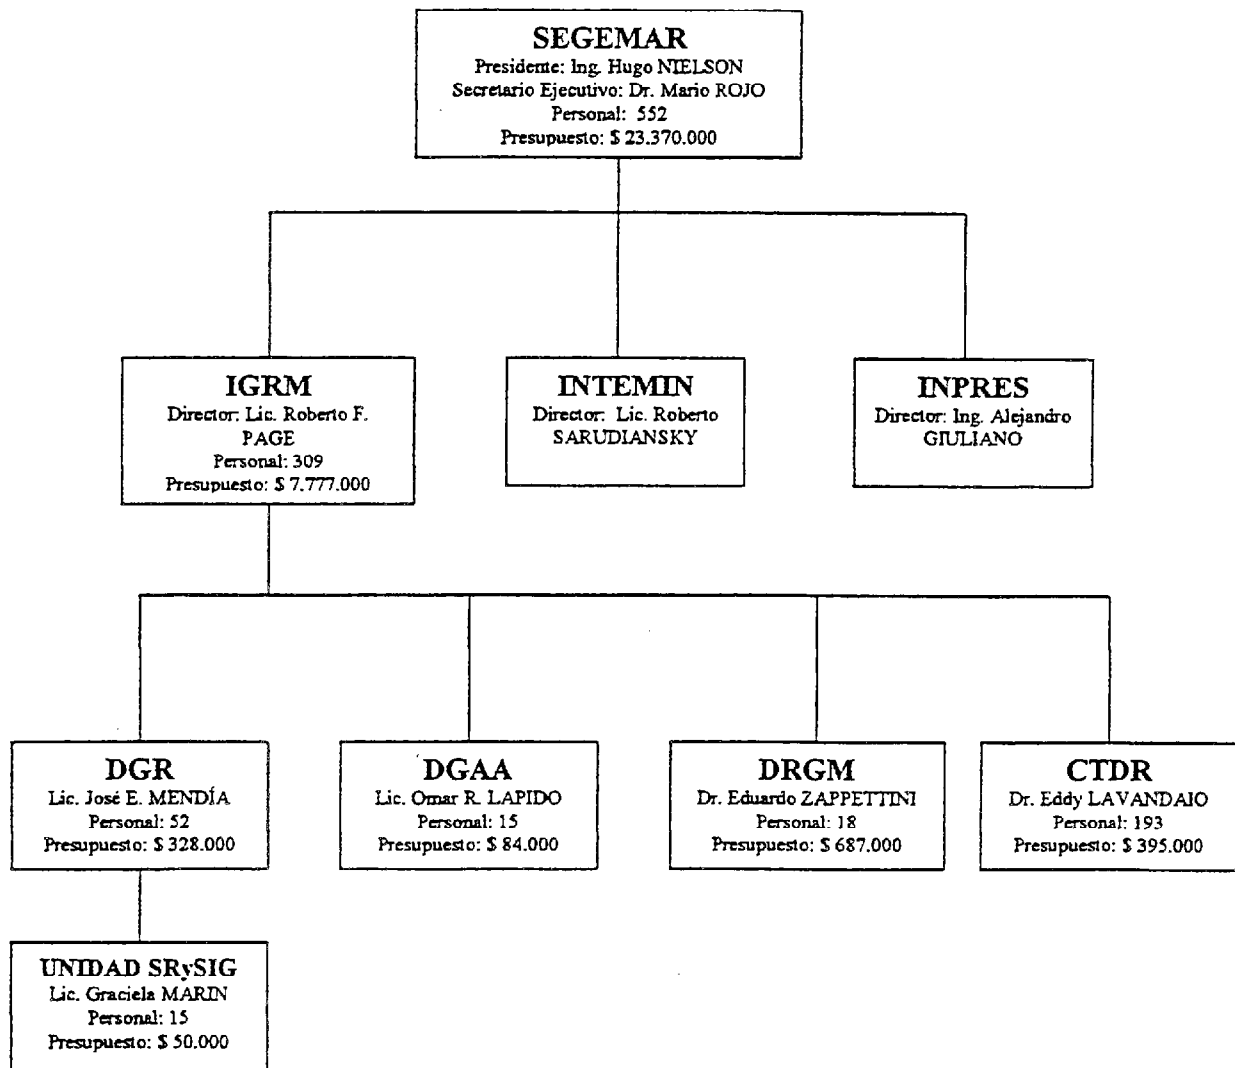 SEGEMAR
Presidente: Ing. Hugo NIELSON
Secretario Ejecutivo: Dr. Mario ROJO
Personal: 552
Presupuesto: $ 23.370.000
IGRM
Director: Lic. Roberto F.
PAGE
Personal: 309
Presupuesto: $ 7.777.000
INTEMIN
Director: Lic. Roberto
SARUDIANSKY
INPRES
Director: Ing. Alejandro
GIULIANO
DGR
Lic. José E. MENDÍA
Personal: 52
Presupuesto: $ 328.000
DGAA
Lic. Omar R. LAPIDO
Personal: 15
Presupuesto: $ 84.000
DRGM
Dr. Eduardo ZAPPETTINI
Personal: 18
Presupuesto: $ 687.000
CTDR
Dr. Eddy LAVANDAIO
Personal: 193
Presupuesto: $ 395.000
UNIDAD SRySIG
Lic. Graciela MARIN
Personal: 15
Presupuesto: $ 50.000